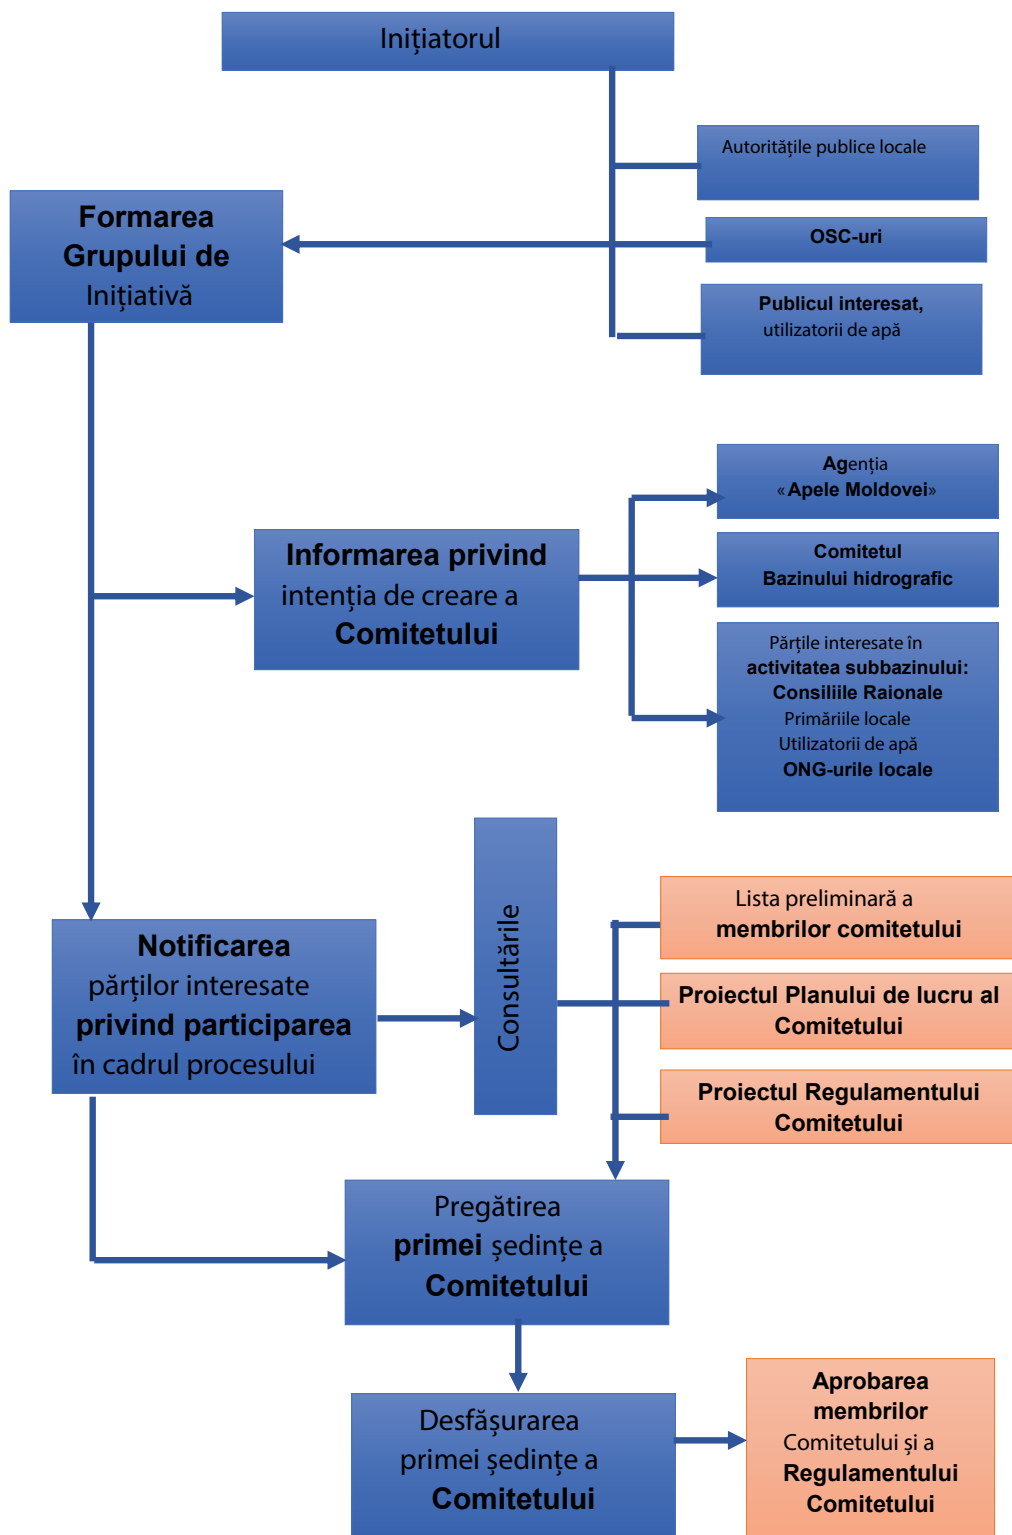 Inițiatorul
Autoritățile publice locale
Formarea
Grupului de
Inițiativă
OSC-uri
Publicul interesat,
utilizatorii de apă
Agenția
«Apele Moldovei»
Informarea privind
intenția de creare a
Comitetului
Comitetul
Bazinului hidrografic
Părțile interesate în
activitatea subbazinului:
Consiliile Raionale
Primăriile locale
Utilizatorii de apă
ONG-urile locale
Notificarea
părților interesate
privind participarea
în cadrul procesului
Consultările
Lista preliminară a
membrilor comitetului
Proiectul Planului de lucru al
Comitetului
Proiectul Regulamentului
Comitetului
Pregătirea
primei ședințe a
Comitetului
Desfășurarea
primei ședințe a
Comitetului
Aprobarea
membrilor
Comitetului și a
Regulamentului
Comitetului